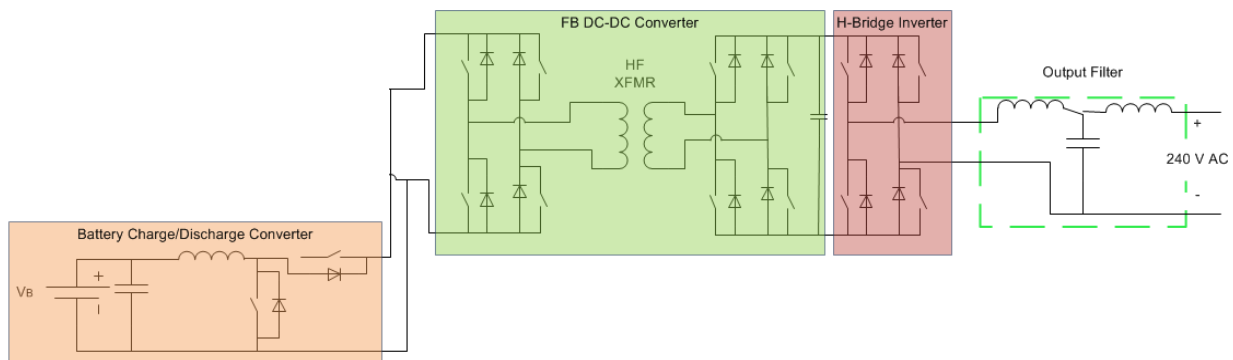 FB DC-DC Converter
H-Bridge Inverter
HF
XFMR
Output Filter
+
240 V AC
-
Battery Charge/Discharge Converter
VB
+
-